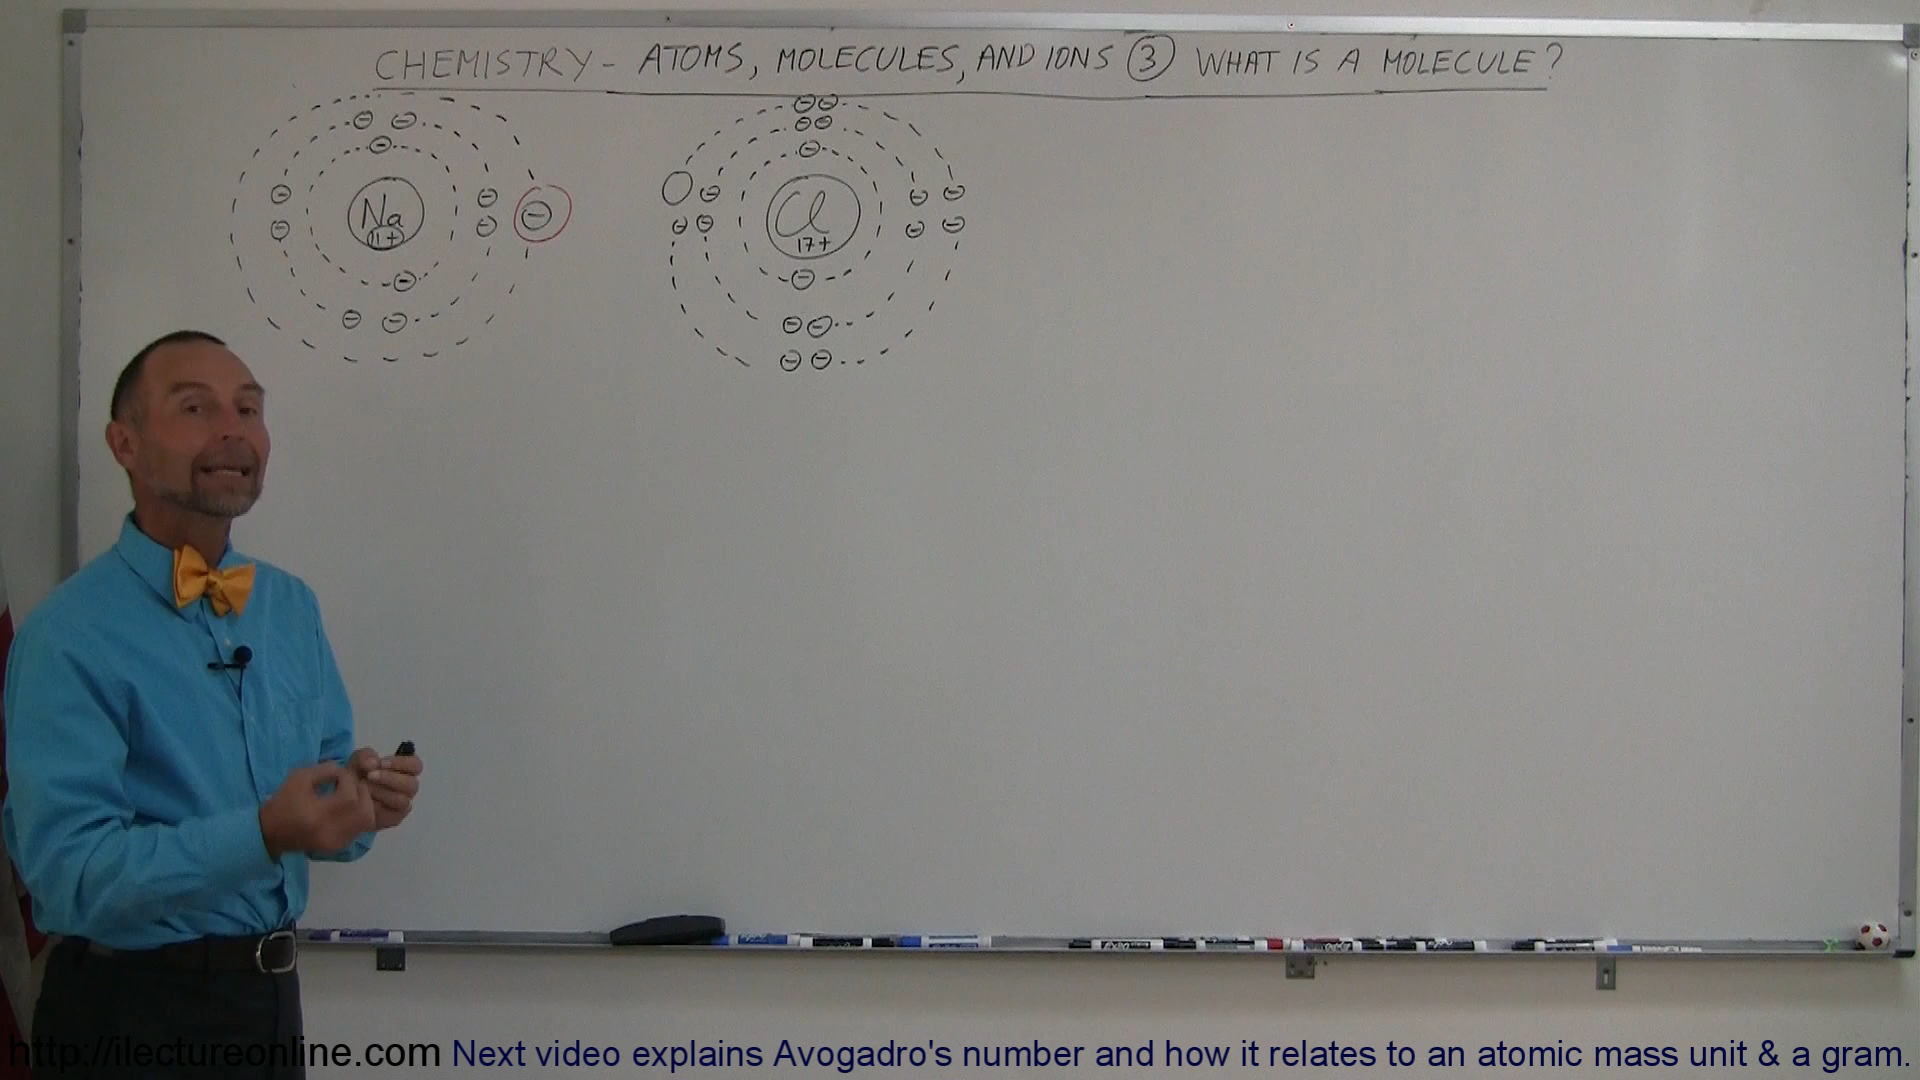 CHEMISTRY - ATOMS, MOLECULES, AND IONS ③ WHAT IS A MOLECULE?
Na
11+
Cl
17+
http://ilectureonline.com Next video explains Avogadro's number and how it relates to an atomic mass unit & a gram.